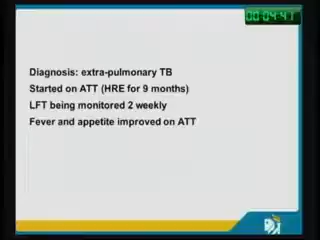 00:04:47
Diagnosis: extra-pulmonary TB
Started on ATT (HRE for 9 months)
LFT being monitored 2 weekly
Fever and appetite improved on ATT